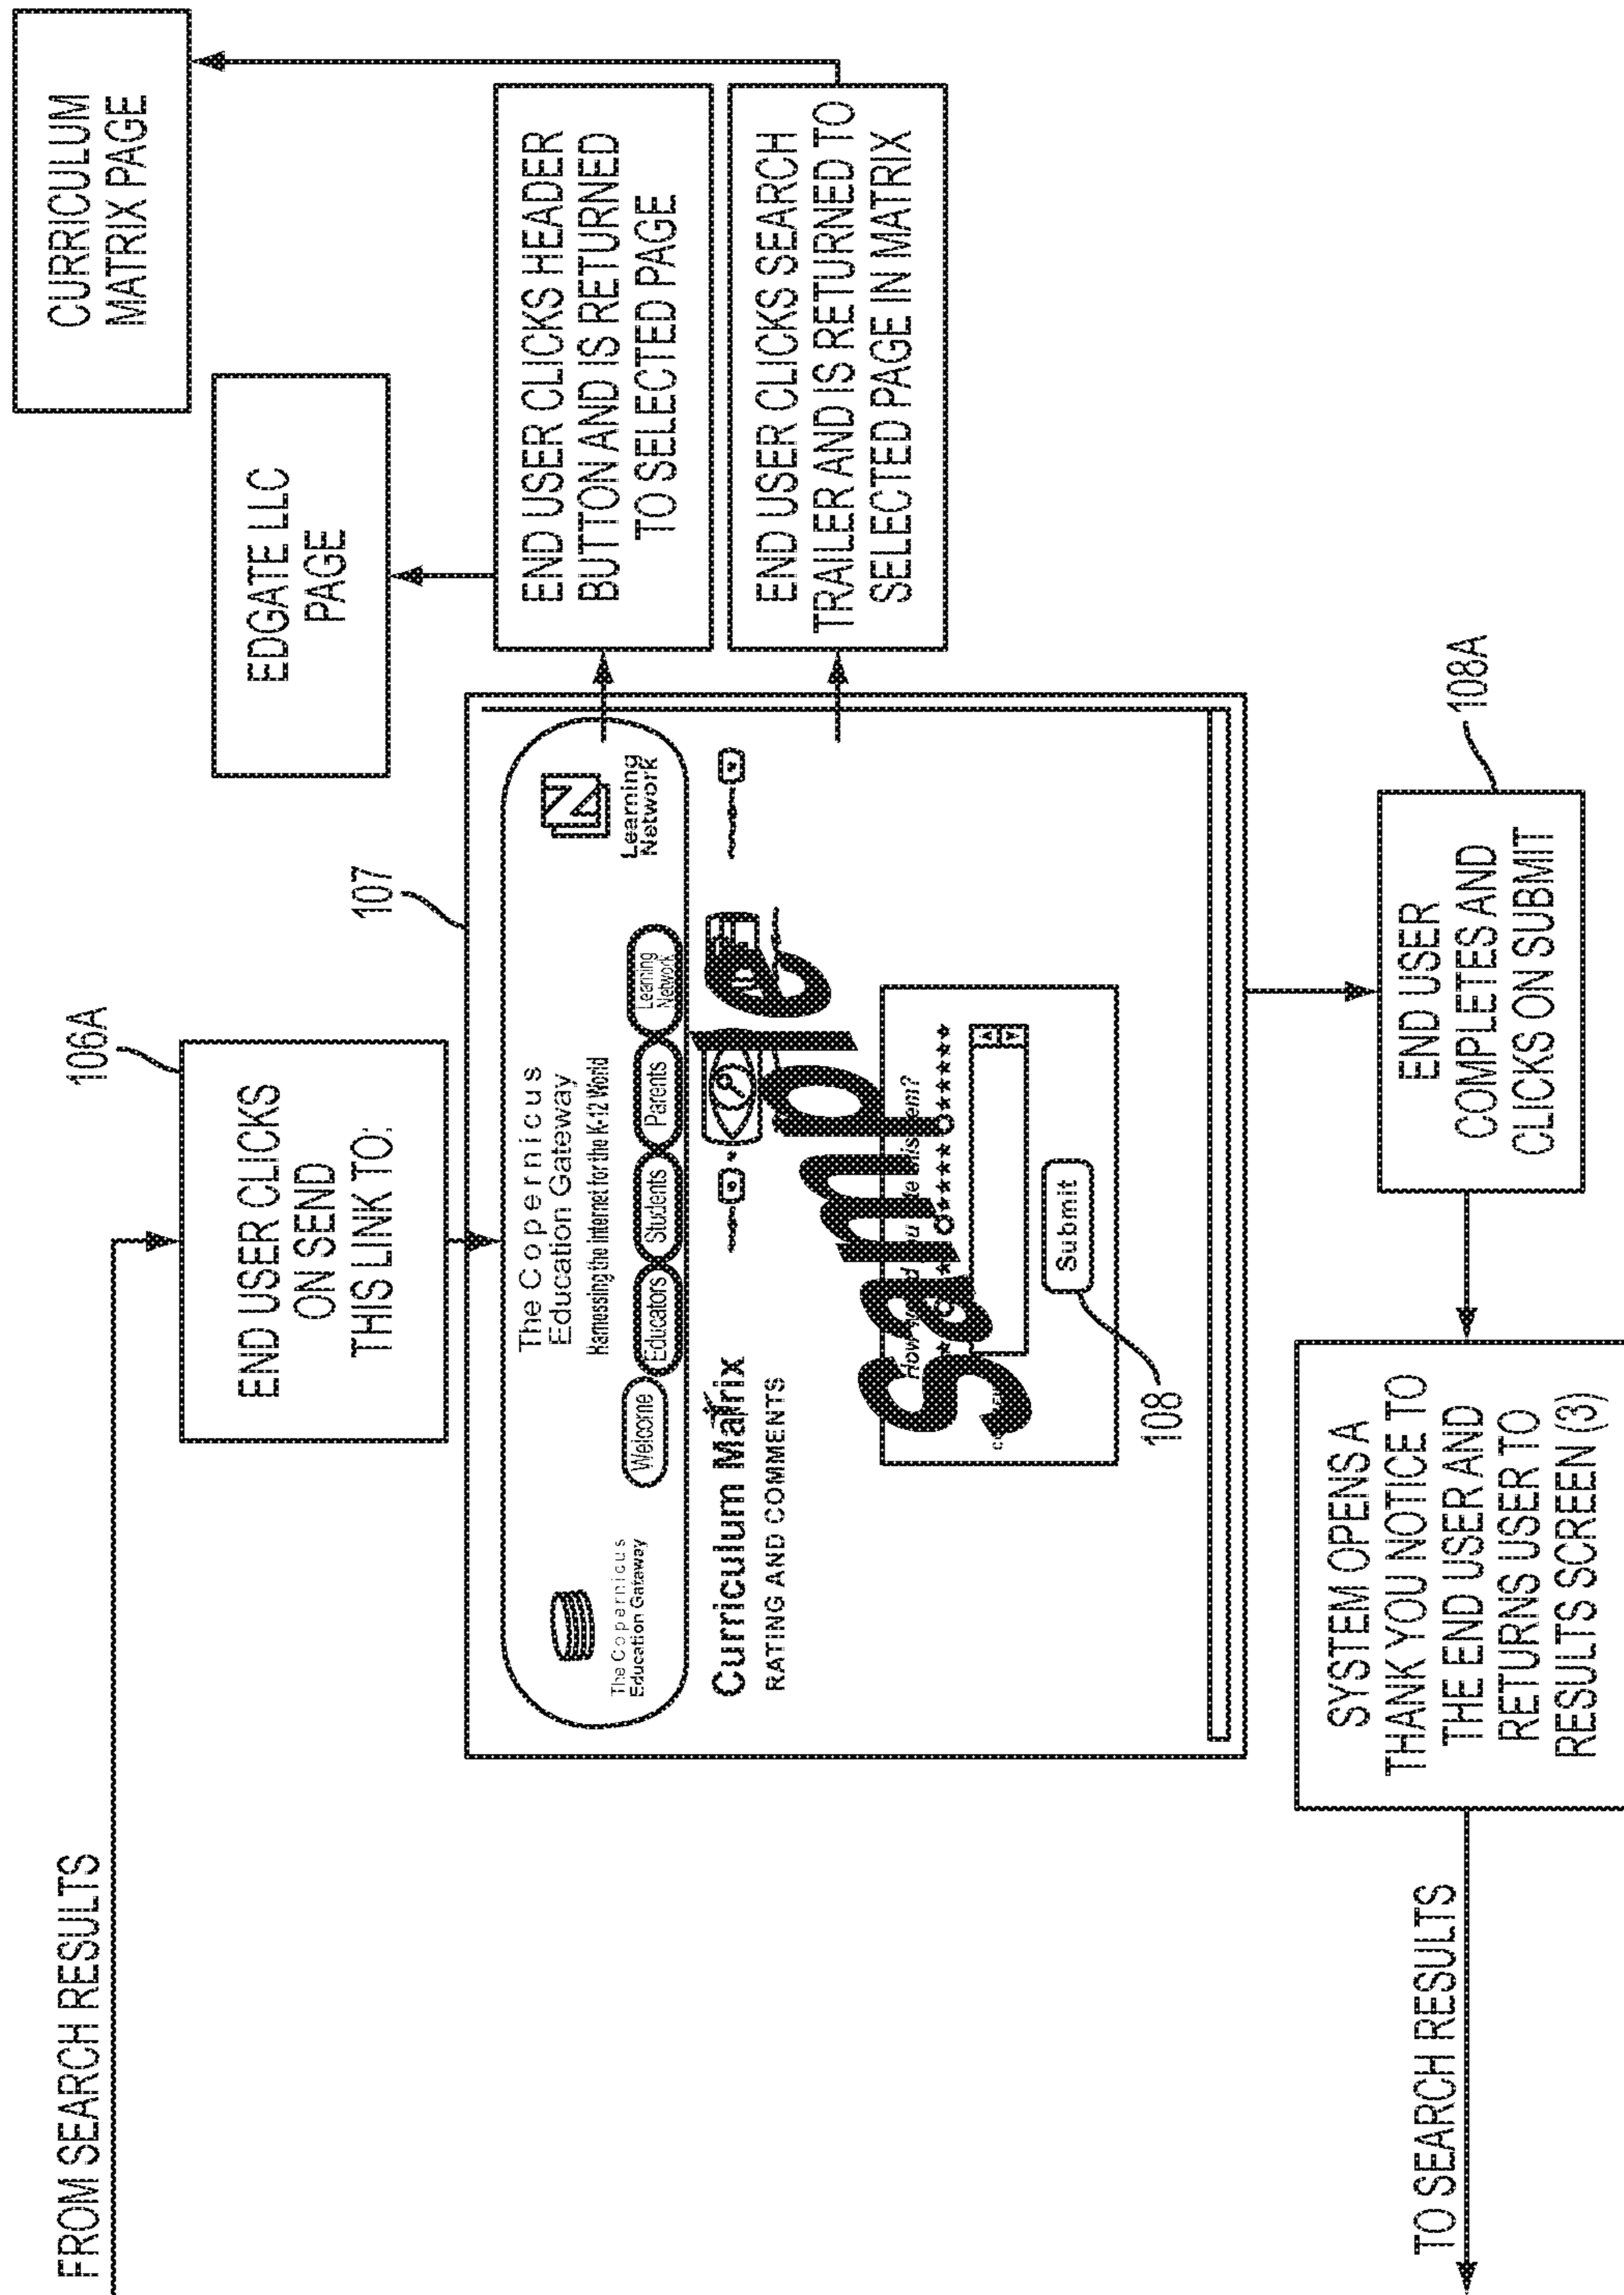 FROM SEARCH RESULTS
106A
END USER CLICKS
ON SEND
THIS LINK TO:
107
The Copernicus
Education Gateway
The Copernicus
Education Gateway
Harnessing the Internet for the K-12 World
Welcome
Educators
Students
Parents
Learning
Network
Learning
Network
Curriculum Matrix
RATING AND COMMENTS
How
Sample
Submit
108
EDGATE LLC
PAGE
CURRICULUM
MATRIX PAGE
END USER CLICKS HEADER
BUTTON AND IS RETURNED
TO SELECTED PAGE
END USER CLICKS SEARCH
TRAILER AND IS RETURNED TO
SELECTED PAGE IN MATRIX
108A
END USER
COMPLETES AND
CLICKS ON SUBMIT
SYSTEM OPENS A
THANK YOU NOTICE TO
THE END USER AND
RETURNS USER TO
RESULTS SCREEN (3)
TO SEARCH RESULTS